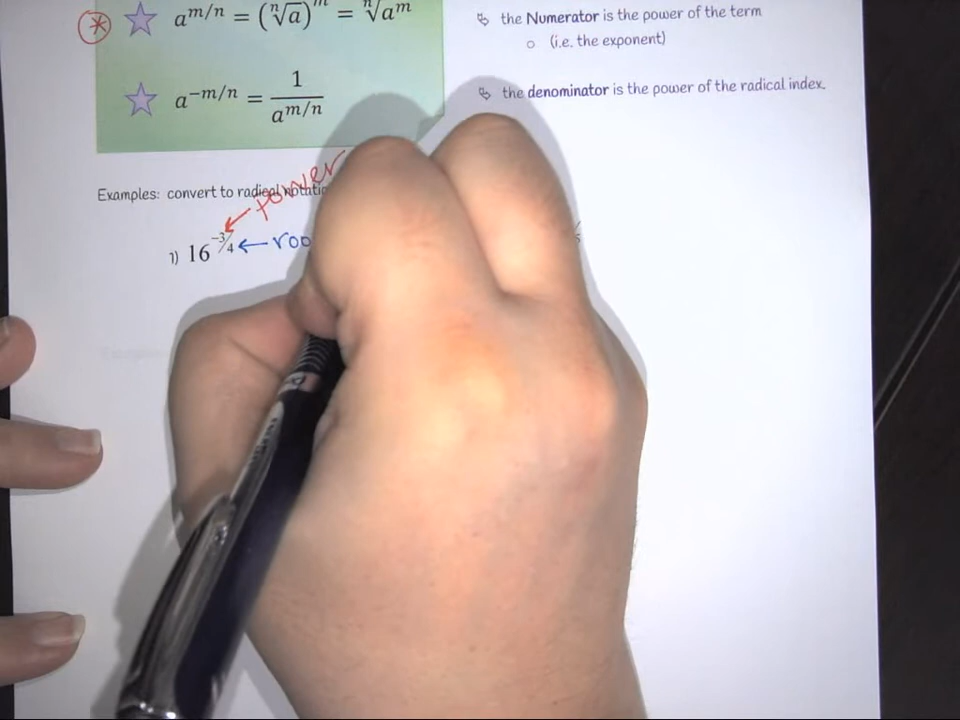 a^{m/n} = (ⁿ√a)^m = ⁿ√a^m
a^{-m/n} = 1/a^{m/n}
the Numerator is the power of the term
(i.e. the exponent)
the denominator is the power of the radical index.
Examples: convert to radical
power
1) 16^{-3/4}